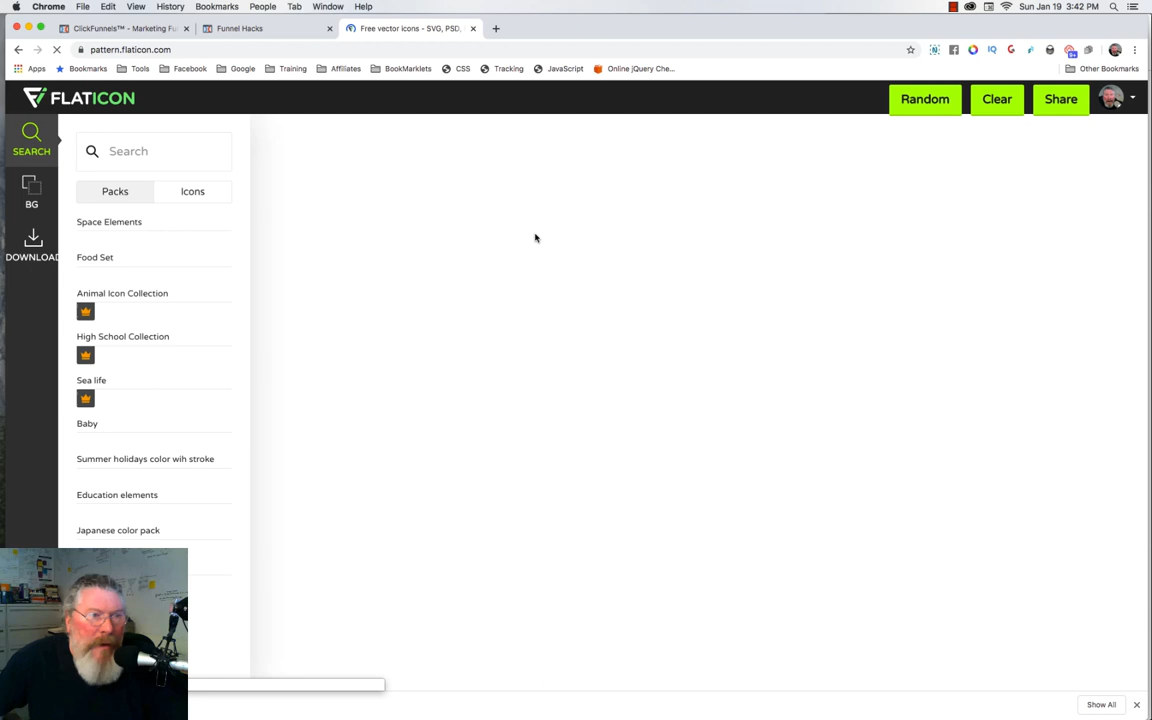 Chrome File Edit View History Bookmarks People Tab Window Help Sun Jan 19 3:42 PM
ClickFunnels™ - Marketing Fu Funnel Hacks Free vector icons - SVG, PSD,
pattern.flaticon.com
Apps Bookmarks Tools Facebook Google Training Affiliates BookMarklets CSS Tracking JavaScript Online jQuery Che... Other Bookmarks
FLATICON Random Clear Share
SEARCH
BG
DOWNLOAD
Search
Packs Icons
Space Elements
Food Set
Animal Icon Collection
High School Collection
Sea life
Baby
Summer holidays color wih stroke
Education elements
Japanese color pack
Show All